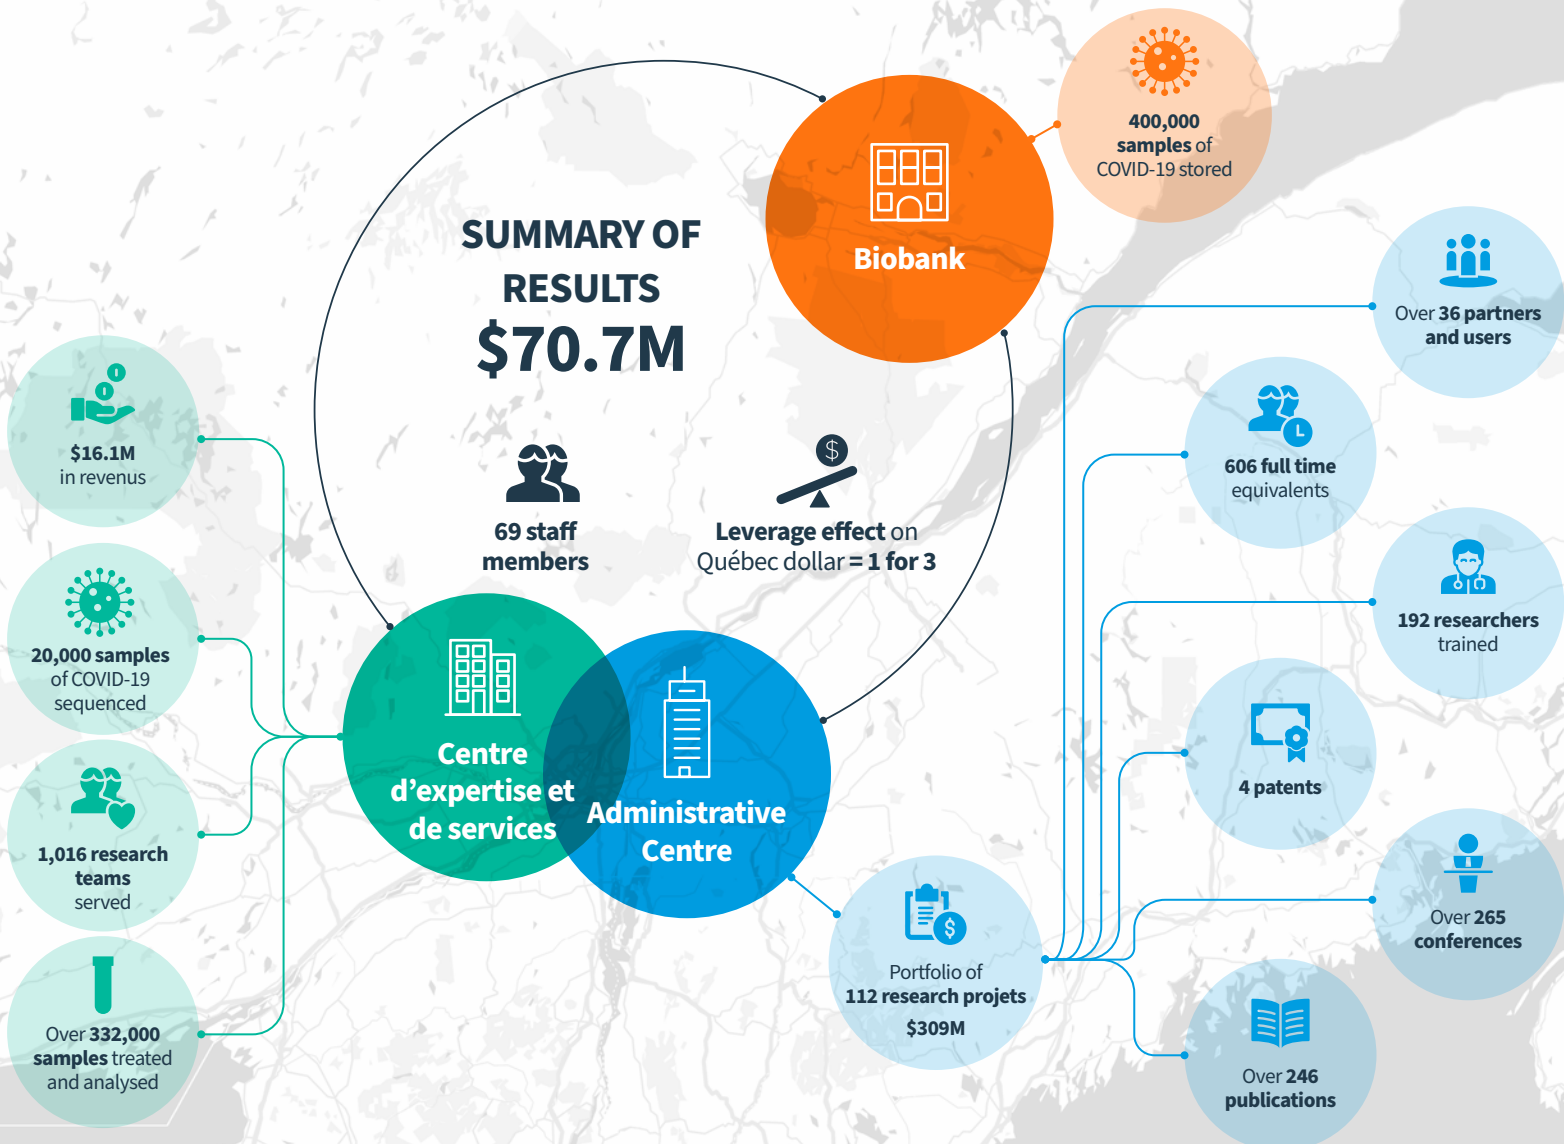 SUMMARY OF
RESULTS
$70.7M
69 staff
members
$
Leverage effect on
Québec dollar = 1 for 3
Biobank
400,000
samples of
COVID-19 stored
Centre
d’expertise et
de services
$16.1M
in revenus
20,000 samples
of COVID-19
sequenced
1,016 research
teams
served
Over 332,000
samples treated
and analysed
Administrative
Centre
$
Portfolio of
112 research projets
$309M
Over 36 partners
and users
606 full time
equivalents
192 researchers
trained
4 patents
Over 265
conferences
Over 246
publications